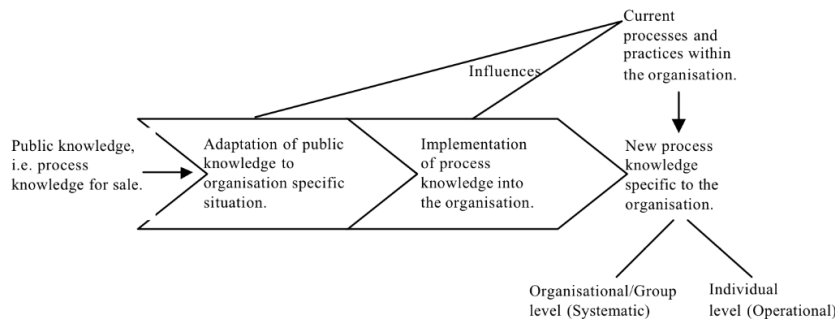 Current
processes and
practices within
the organisation.
Influences
Public knowledge,
i.e. process
knowledge for sale.
Adaptation of public
knowledge to
organisation specific
situation.
Implementation
of process
knowledge into
the organisation.
New process
knowledge
specific to the
organisation.
Organisational/Group
level (Systematic)
Individual
level (Operational)